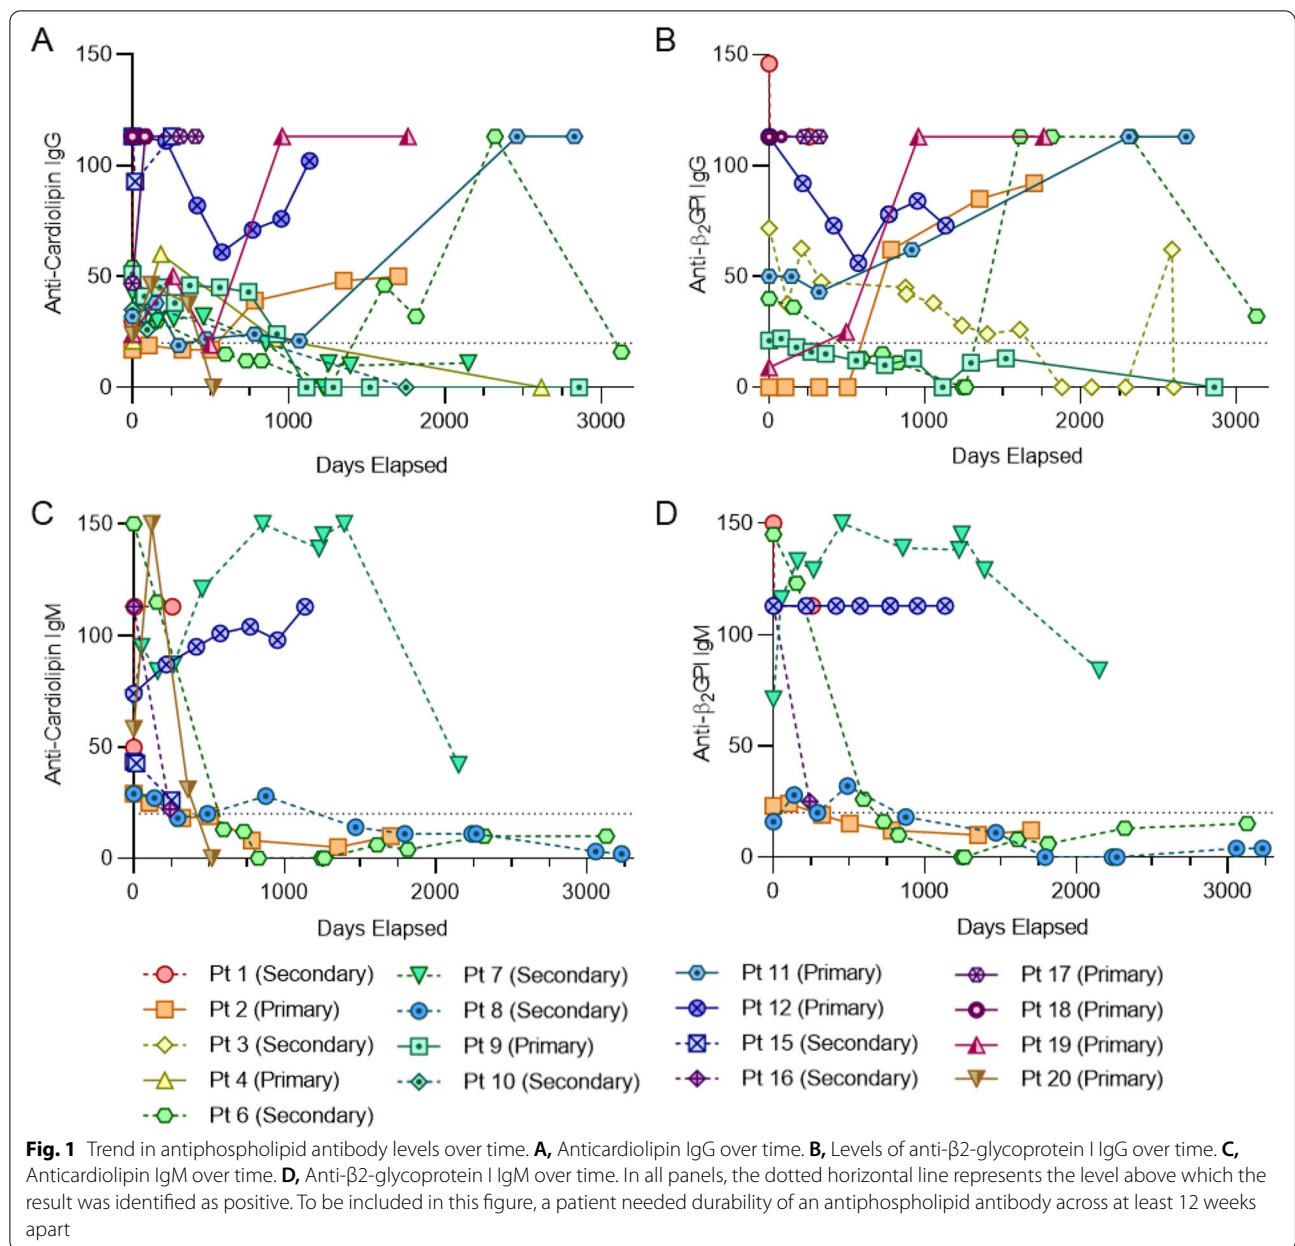 A
150
100
50
0
Anti-Cardiolipin IgG
0 1000 2000 3000
Days Elapsed
B
150
100
50
0
Anti-β₂GPI IgG
0 1000 2000 3000
Days Elapsed
C
150
100
50
0
Anti-Cardiolipin IgM
0 1000 2000 3000
Days Elapsed
D
150
100
50
0
Anti-β₂GPI IgM
0 1000 2000 3000
Days Elapsed
Pt 1 (Secondary)
Pt 2 (Primary)
Pt 3 (Secondary)
Pt 4 (Primary)
Pt 6 (Secondary)
Pt 7 (Secondary)
Pt 8 (Secondary)
Pt 9 (Primary)
Pt 10 (Secondary)
Pt 11 (Primary)
Pt 12 (Primary)
Pt 15 (Secondary)
Pt 16 (Secondary)
Pt 17 (Primary)
Pt 18 (Primary)
Pt 19 (Primary)
Pt 20 (Primary)
Fig. 1 Trend in antiphospholipid antibody levels over time. A, Anticardiolipin IgG over time. B, Levels of anti-β2-glycoprotein I IgG over time. C,
Anticardiolipin IgM over time. D, Anti-β2-glycoprotein I IgM over time. In all panels, the dotted horizontal line represents the level above which the
result was identified as positive. To be included in this figure, a patient needed durability of an antiphospholipid antibody across at least 12 weeks
apart